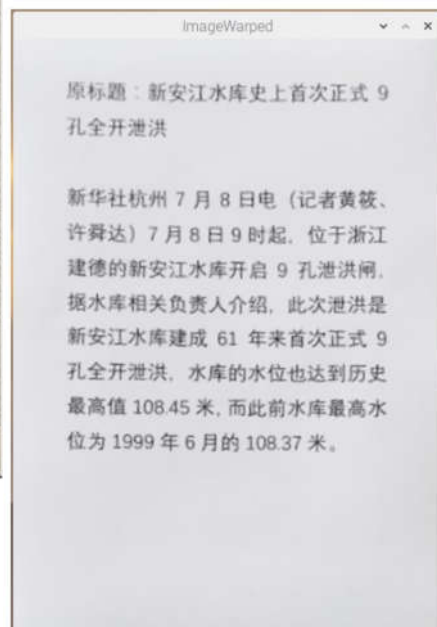 ImageWarped
原标题：新安江水库史上首次正式 9
孔全开泄洪
新华社杭州 7 月 8 日电（记者黄筱、
许舜达）7 月 8 日 9 时起，位于浙江
建德的新安江水库开启 9 孔泄洪闸，
据水库相关负责人介绍，此次泄洪是
新安江水库建成 61 年来首次正式 9
孔全开泄洪，水库的水位也达到历史
最高值 108.45 米，而此前水库最高水
位为 1999 年 6 月的 108.37 米。